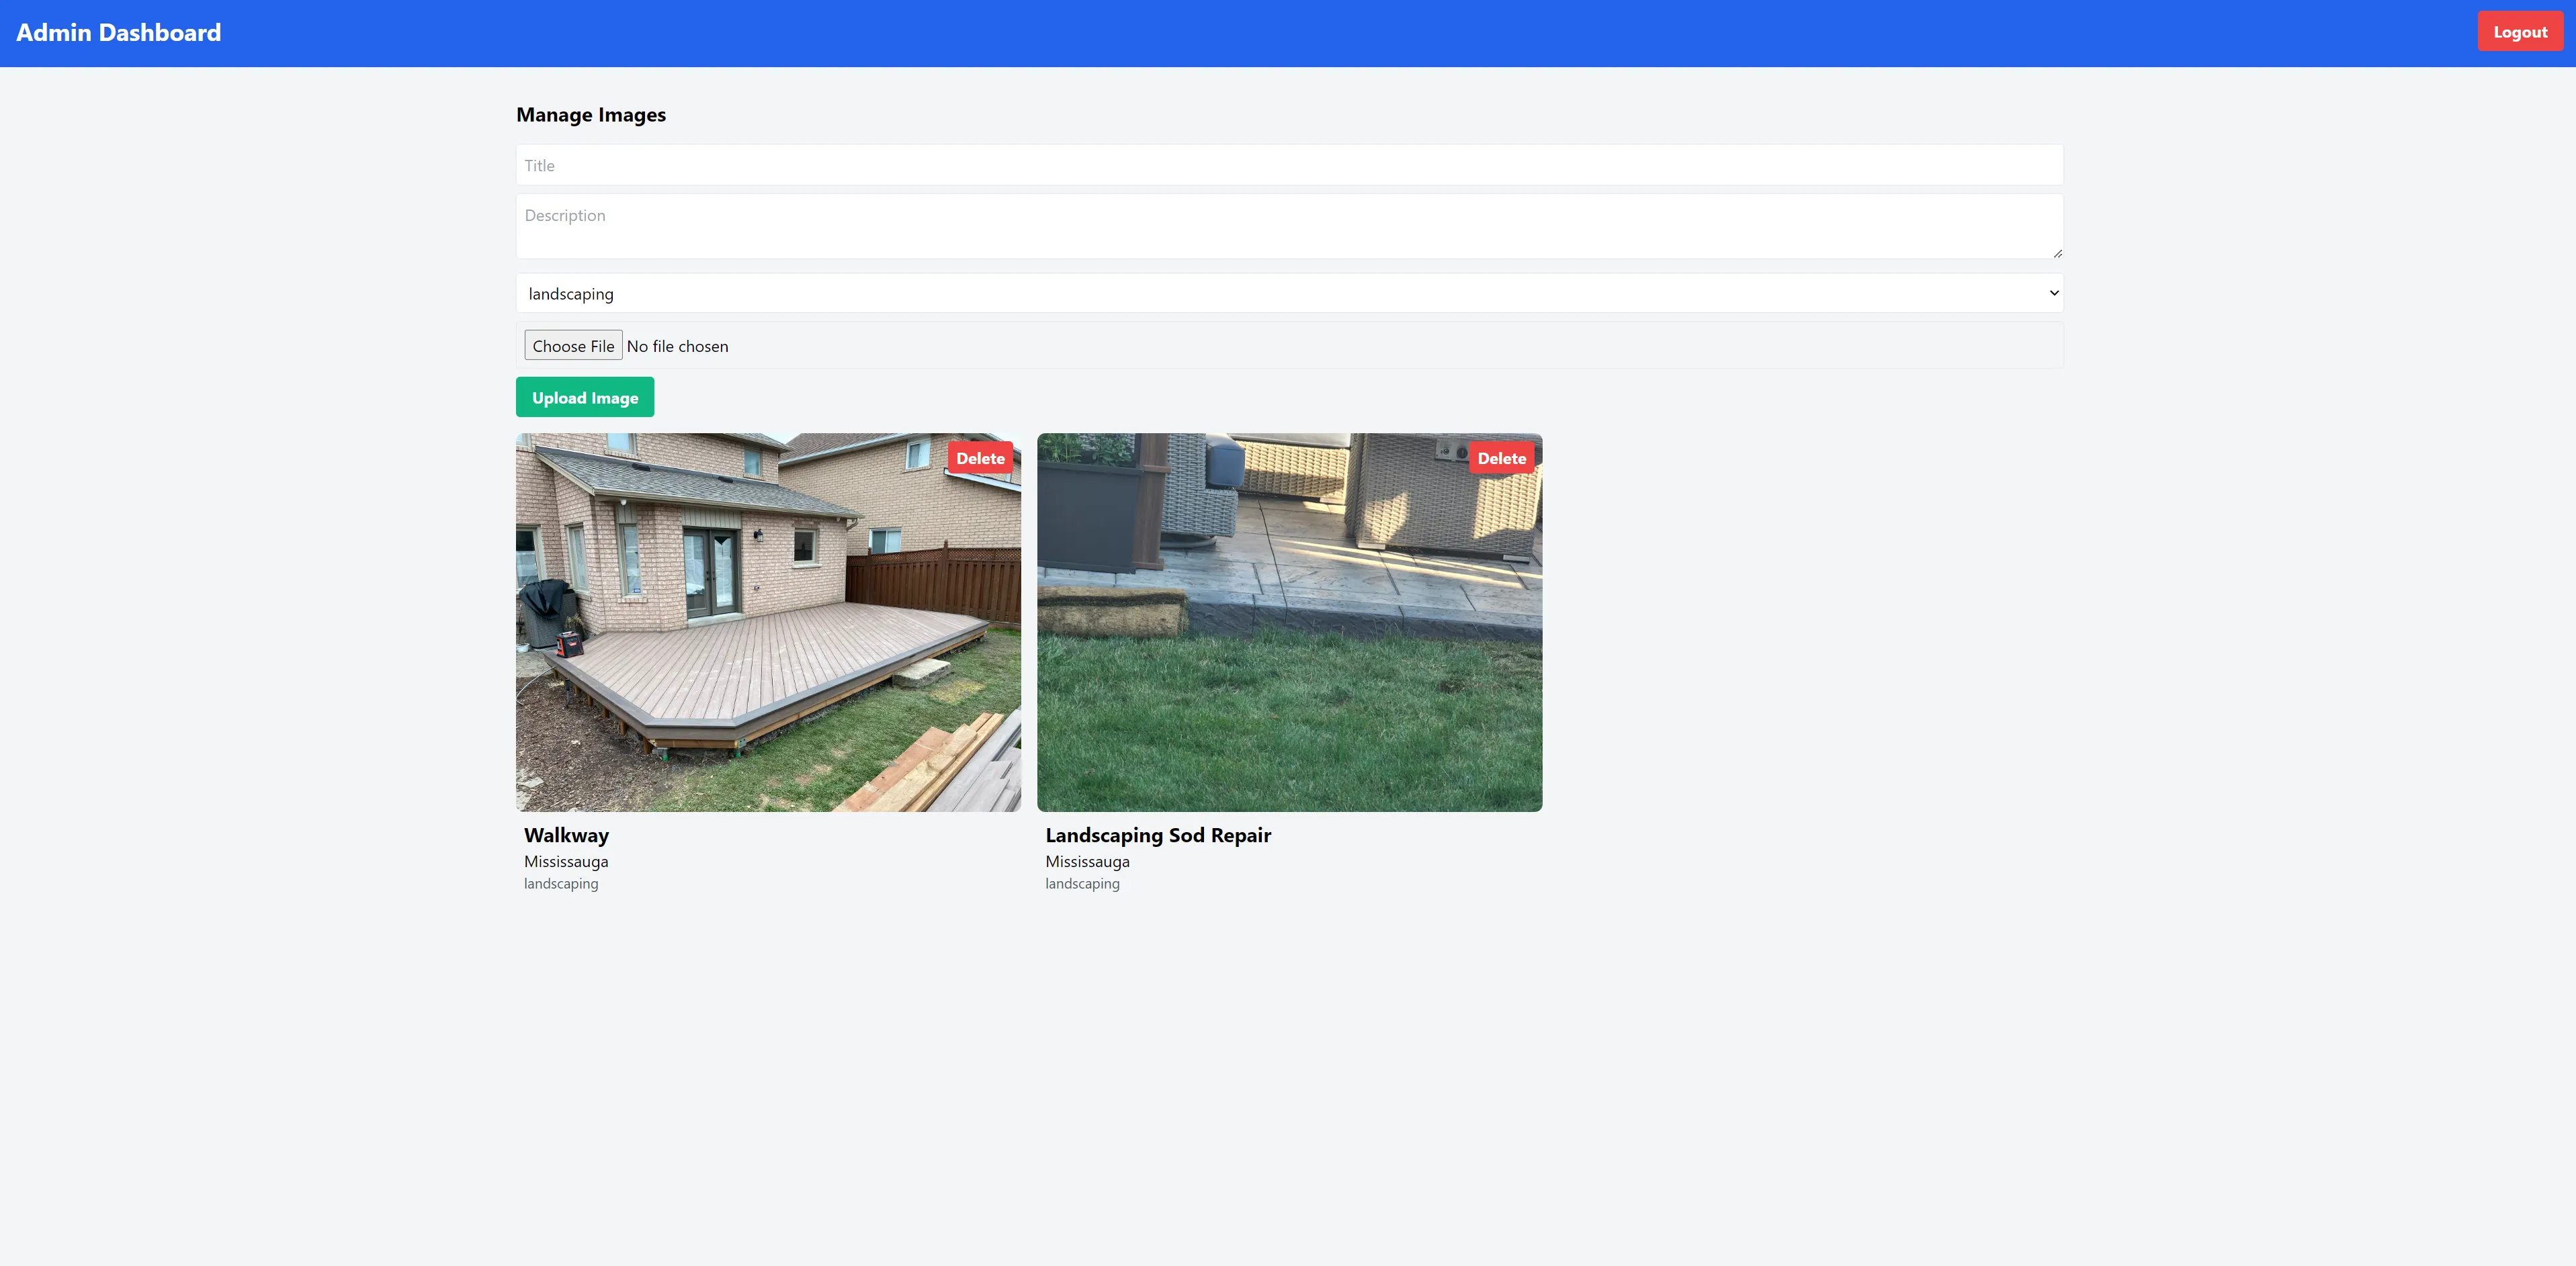 Admin Dashboard
Logout
Manage Images
Title
Description
landscaping
Choose File No file chosen
Upload Image
Delete
Delete
Walkway
Mississauga
landscaping
Landscaping Sod Repair
Mississauga
landscaping